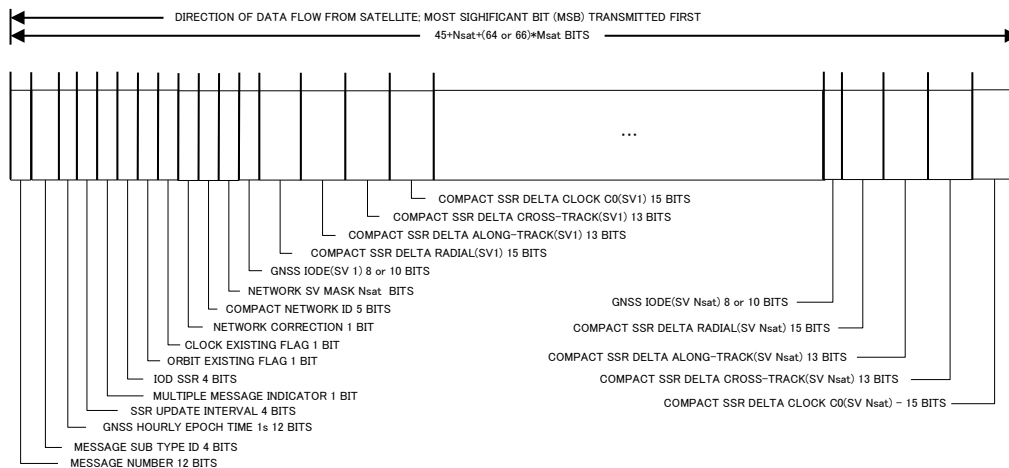 DIRECTION OF DATA FLOW FROM SATELLITE; MOST SIGHIFICANT BIT (MSB) TRANSMITTED FIRST
45+Nsat+(64 or 66)*Msat BITS
...
COMPACT SSR DELTA CLOCK C0(SV1) 15 BITS
COMPACT SSR DELTA CROSS-TRACK(SV1) 13 BITS
COMPACT SSR DELTA ALONG-TRACK(SV1) 13 BITS
COMPACT SSR DELTA RADIAL(SV1) 15 BITS
GNSS IODE(SV 1) 8 or 10 BITS
NETWORK SV MASK Nsat BITS
COMPACT NETWORK ID 5 BITS
NETWORK CORRECTION 1 BIT
CLOCK EXISTING FLAG 1 BIT
ORBIT EXISTING FLAG 1 BIT
IOD SSR 4 BITS
MULTIPLE MESSAGE INDICATOR 1 BIT
SSR UPDATE INTERVAL 4 BITS
GNSS HOURLY EPOCH TIME 1s 12 BITS
MESSAGE SUB TYPE ID 4 BITS
MESSAGE NUMBER 12 BITS
GNSS IODE(SV Nsat) 8 or 10 BITS
COMPACT SSR DELTA RADIAL(SV Nsat) 15 BITS
COMPACT SSR DELTA ALONG-TRACK(SV Nsat) 13 BITS
COMPACT SSR DELTA CROSS-TRACK(SV Nsat) 13 BITS
COMPACT SSR DELTA CLOCK C0(SV Nsat) - 15 BITS